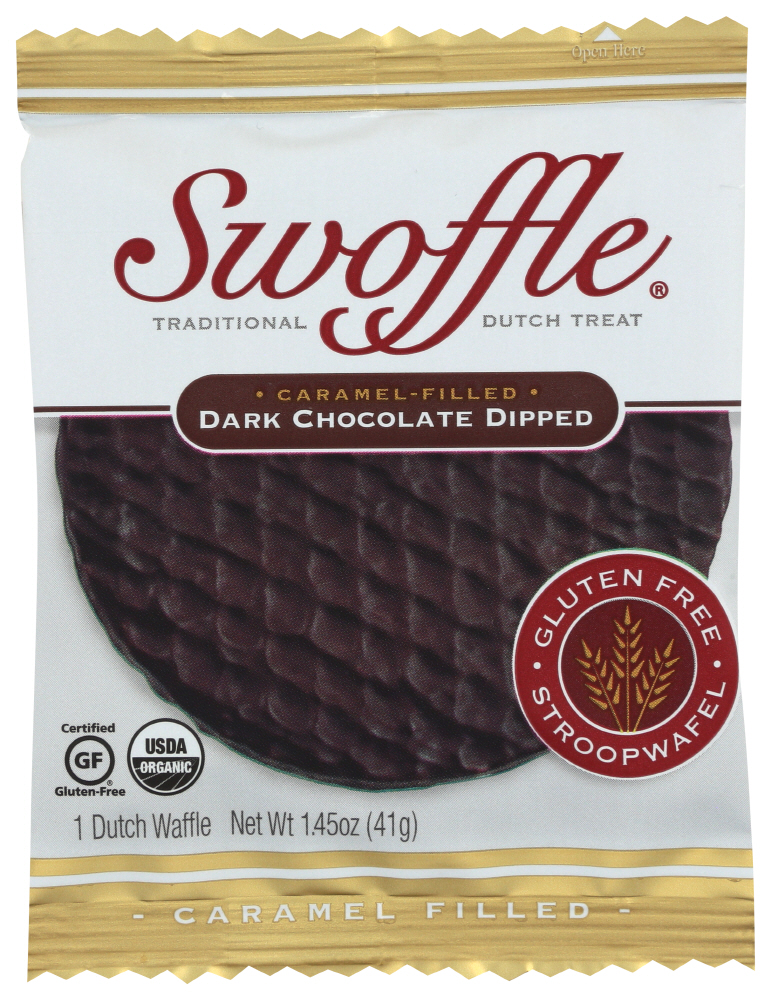 Open Here
Swoffle®
TRADITIONAL DUTCH TREAT
• CARAMEL-FILLED •
DARK CHOCOLATE DIPPED
• GLUTEN FREE •
STROOPWAFEL
Certified
GF®
Gluten-Free
USDA
ORGANIC
1 Dutch Waffle Net Wt 1.45oz (41g)
- CARAMEL FILLED -